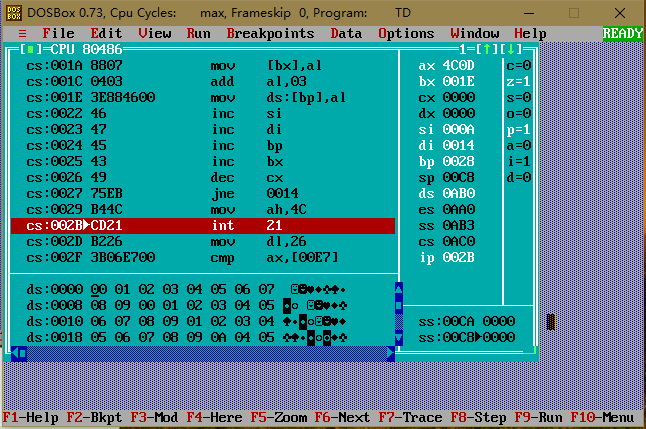 DOSBox 0.73, Cpu Cycles: max, Frameskip 0, Program: TD
≡ File Edit View Run Breakpoints Data Options Window Help READY
[■]=CPU 80486 1=[↑][↓]
cs:001A 8807 mov [bx],al ax 4C0D c=0
cs:001C 0403 add al,03 bx 001E z=1
cs:001E 3E884600 mov ds:[bp],al cx 0000 s=0
cs:0022 46 inc si dx 0000 o=0
cs:0023 47 inc di si 000A p=1
cs:0024 45 inc bp di 0014 a=0
cs:0025 43 inc bx bp 0028 i=1
cs:0026 49 dec cx sp 00C8 d=0
cs:0027 75EB jne 0014 ds 0AB0
cs:0029 B44C mov ah,4C es 0AA0
cs:002B►CD21 int 21 ss 0AB3
cs:002D B226 mov dl,26 cs 0AC0
cs:002F 3B06E700 cmp ax,[00E7] ip 002B
ds:0000 00 01 02 03 04 05 06 07 ☺☻♥♦♣♠•
ds:0008 08 09 00 01 02 03 04 05 ◘○ ☺☻♥♦♣
ds:0010 06 07 08 09 01 02 03 04 ♠•◘○☺☻♥♦ ss:00CA 0000
ds:0018 05 06 07 08 09 0A 04 05 ♣♠•◘○◙♦♣ ss:00C8►0000
F1-Help F2-Bkpt F3-Mod F4-Here F5-Zoom F6-Next F7-Trace F8-Step F9-Run F10-Menu